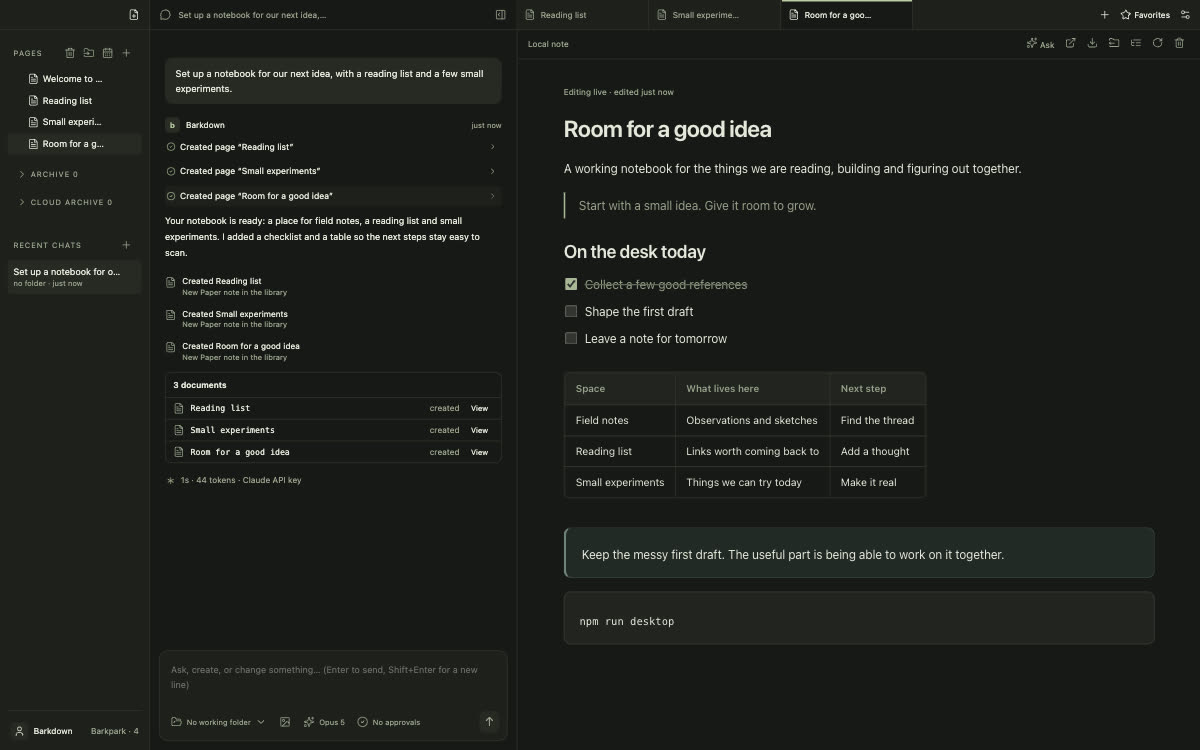 Set up a notebook for our next idea,...
Reading list
Small experime...
Room for a goo...
Favorites
PAGES
Welcome to ...
Reading list
Small experi...
Room for a g...
ARCHIVE 0
CLOUD ARCHIVE 0
RECENT CHATS
Set up a notebook for o...
no folder · just now
Barkdown
Barkpark · 4
Set up a notebook for our next idea, with a reading list and a few small
experiments.
b Barkdown just now
Created page “Reading list”
Created page “Small experiments”
Created page “Room for a good idea”
Your notebook is ready: a place for field notes, a reading list and small
experiments. I added a checklist and a table so the next steps stay easy to
scan.
Created Reading list
New Paper note in the library
Created Small experiments
New Paper note in the library
Created Room for a good idea
New Paper note in the library
3 documents
Reading list created View
Small experiments created View
Room for a good idea created View
1s · 44 tokens · Claude API key
Ask, create, or change something... (Enter to send, Shift+Enter for a new
line)
No working folder Opus 5 No approvals
Local note
Ask
Editing live · edited just now
Room for a good idea
A working notebook for the things we are reading, building and figuring out together.
Start with a small idea. Give it room to grow.
On the desk today
Collect a few good references
Shape the first draft
Leave a note for tomorrow
Space What lives here Next step
Field notes Observations and sketches Find the thread
Reading list Links worth coming back to Add a thought
Small experiments Things we can try today Make it real
Keep the messy first draft. The useful part is being able to work on it together.
npm run desktop